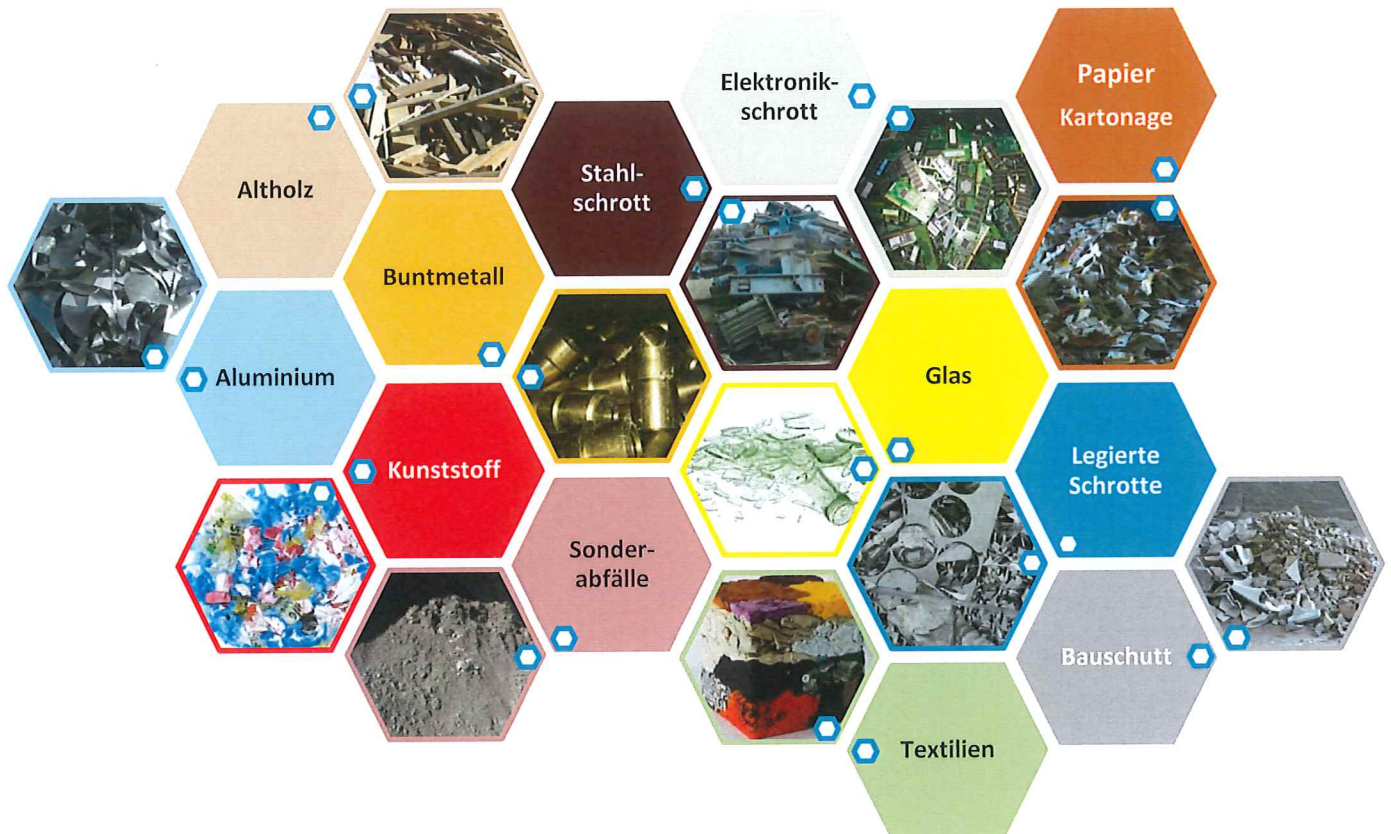 Elektronik-
schrott
Papier
Kartonage
Altholz
Stahl-
schrott
Buntmetall
Aluminium
Glas
Kunststoff
Legierte
Schrotte
Sonder-
abfälle
Bauschutt
Textilien